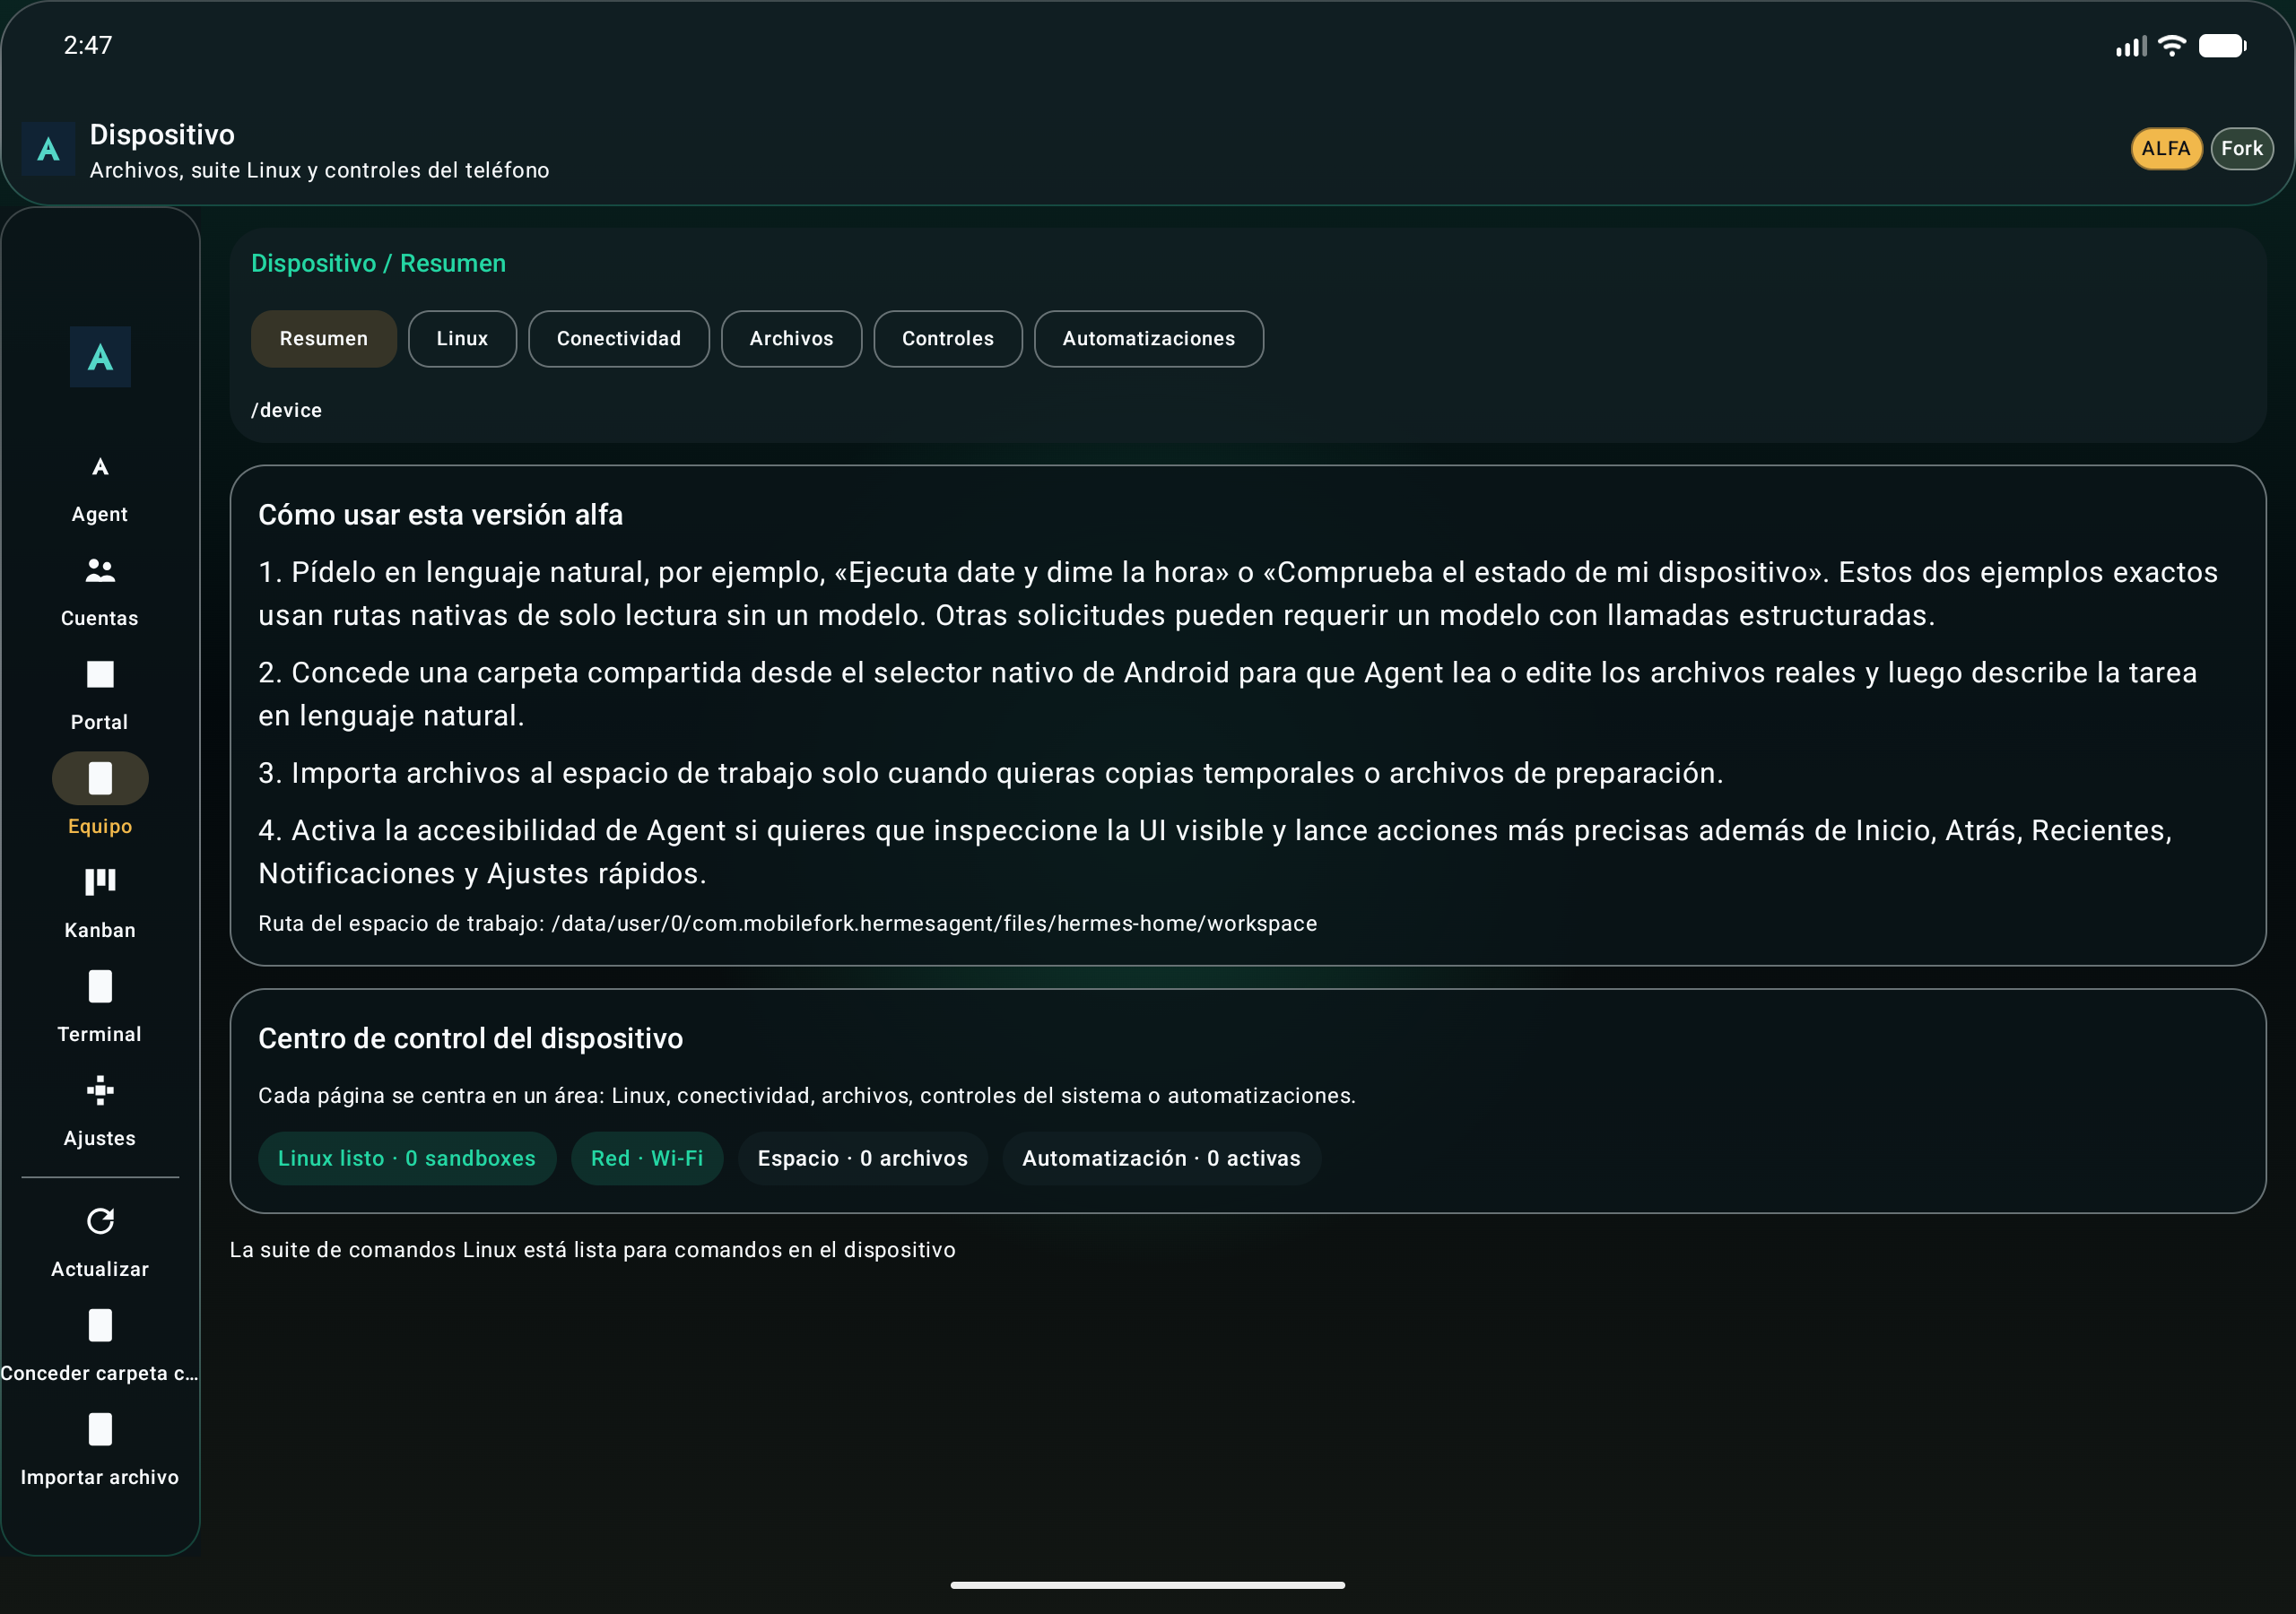 2:47
Dispositivo
Archivos, suite Linux y controles del teléfono
ALFA
Fork
Dispositivo / Resumen
Resumen
Linux
Conectividad
Archivos
Controles
Automatizaciones
/device
Agent
Cuentas
Portal
Equipo
Kanban
Terminal
Ajustes
Actualizar
Conceder carpeta c...
Importar archivo
Cómo usar esta versión alfa
1. Pídelo en lenguaje natural, por ejemplo, «Ejecuta date y dime la hora» o «Comprueba el estado de mi dispositivo». Estos dos ejemplos exactos
usan rutas nativas de solo lectura sin un modelo. Otras solicitudes pueden requerir un modelo con llamadas estructuradas.
2. Concede una carpeta compartida desde el selector nativo de Android para que Agent lea o edite los archivos reales y luego describe la tarea
en lenguaje natural.
3. Importa archivos al espacio de trabajo solo cuando quieras copias temporales o archivos de preparación.
4. Activa la accesibilidad de Agent si quieres que inspeccione la UI visible y lance acciones más precisas además de Inicio, Atrás, Recientes,
Notificaciones y Ajustes rápidos.
Ruta del espacio de trabajo: /data/user/0/com.mobilefork.hermesagent/files/hermes-home/workspace
Centro de control del dispositivo
Cada página se centra en un área: Linux, conectividad, archivos, controles del sistema o automatizaciones.
Linux listo · 0 sandboxes
Red · Wi-Fi
Espacio · 0 archivos
Automatización · 0 activas
La suite de comandos Linux está lista para comandos en el dispositivo